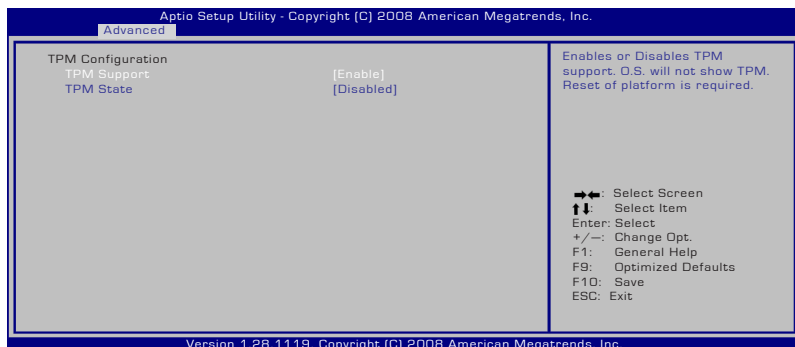 Aptio Setup Utility - Copyright (C) 2008 American Megatrends, Inc.
Advanced
TPM Configuration
TPM Support [Enable]
TPM State [Disabled]
Enables or Disables TPM
support. O.S. will not show TPM.
Reset of platform is required.
→←: Select Screen
↑↓: Select Item
Enter: Select
+/—: Change Opt.
F1: General Help
F9: Optimized Defaults
F10: Save
ESC: Exit
Version 1.28.1119. Copyright (C) 2008 American Megatrends, Inc.